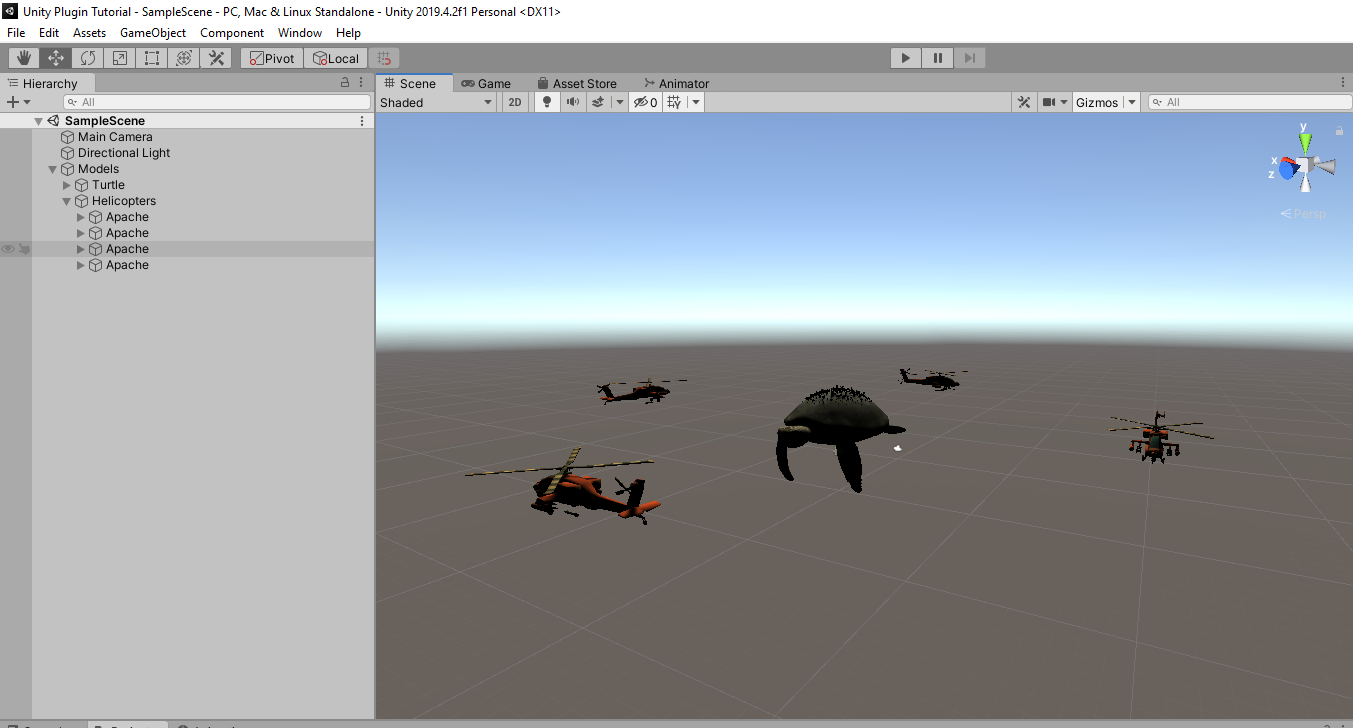 Unity Plugin Tutorial - SampleScene - PC, Mac & Linux Standalone - Unity 2019.4.2f1 Personal <DX11>
File Edit Assets GameObject Component Window Help
Pivot Local
Hierarchy
Scene Game Asset Store Animator
All
Shaded 2D 0 Gizmos All
SampleScene
Main Camera
Directional Light
Models
Turtle
Helicopters
Apache
Apache
Apache
Apache
y
x
z
Persp